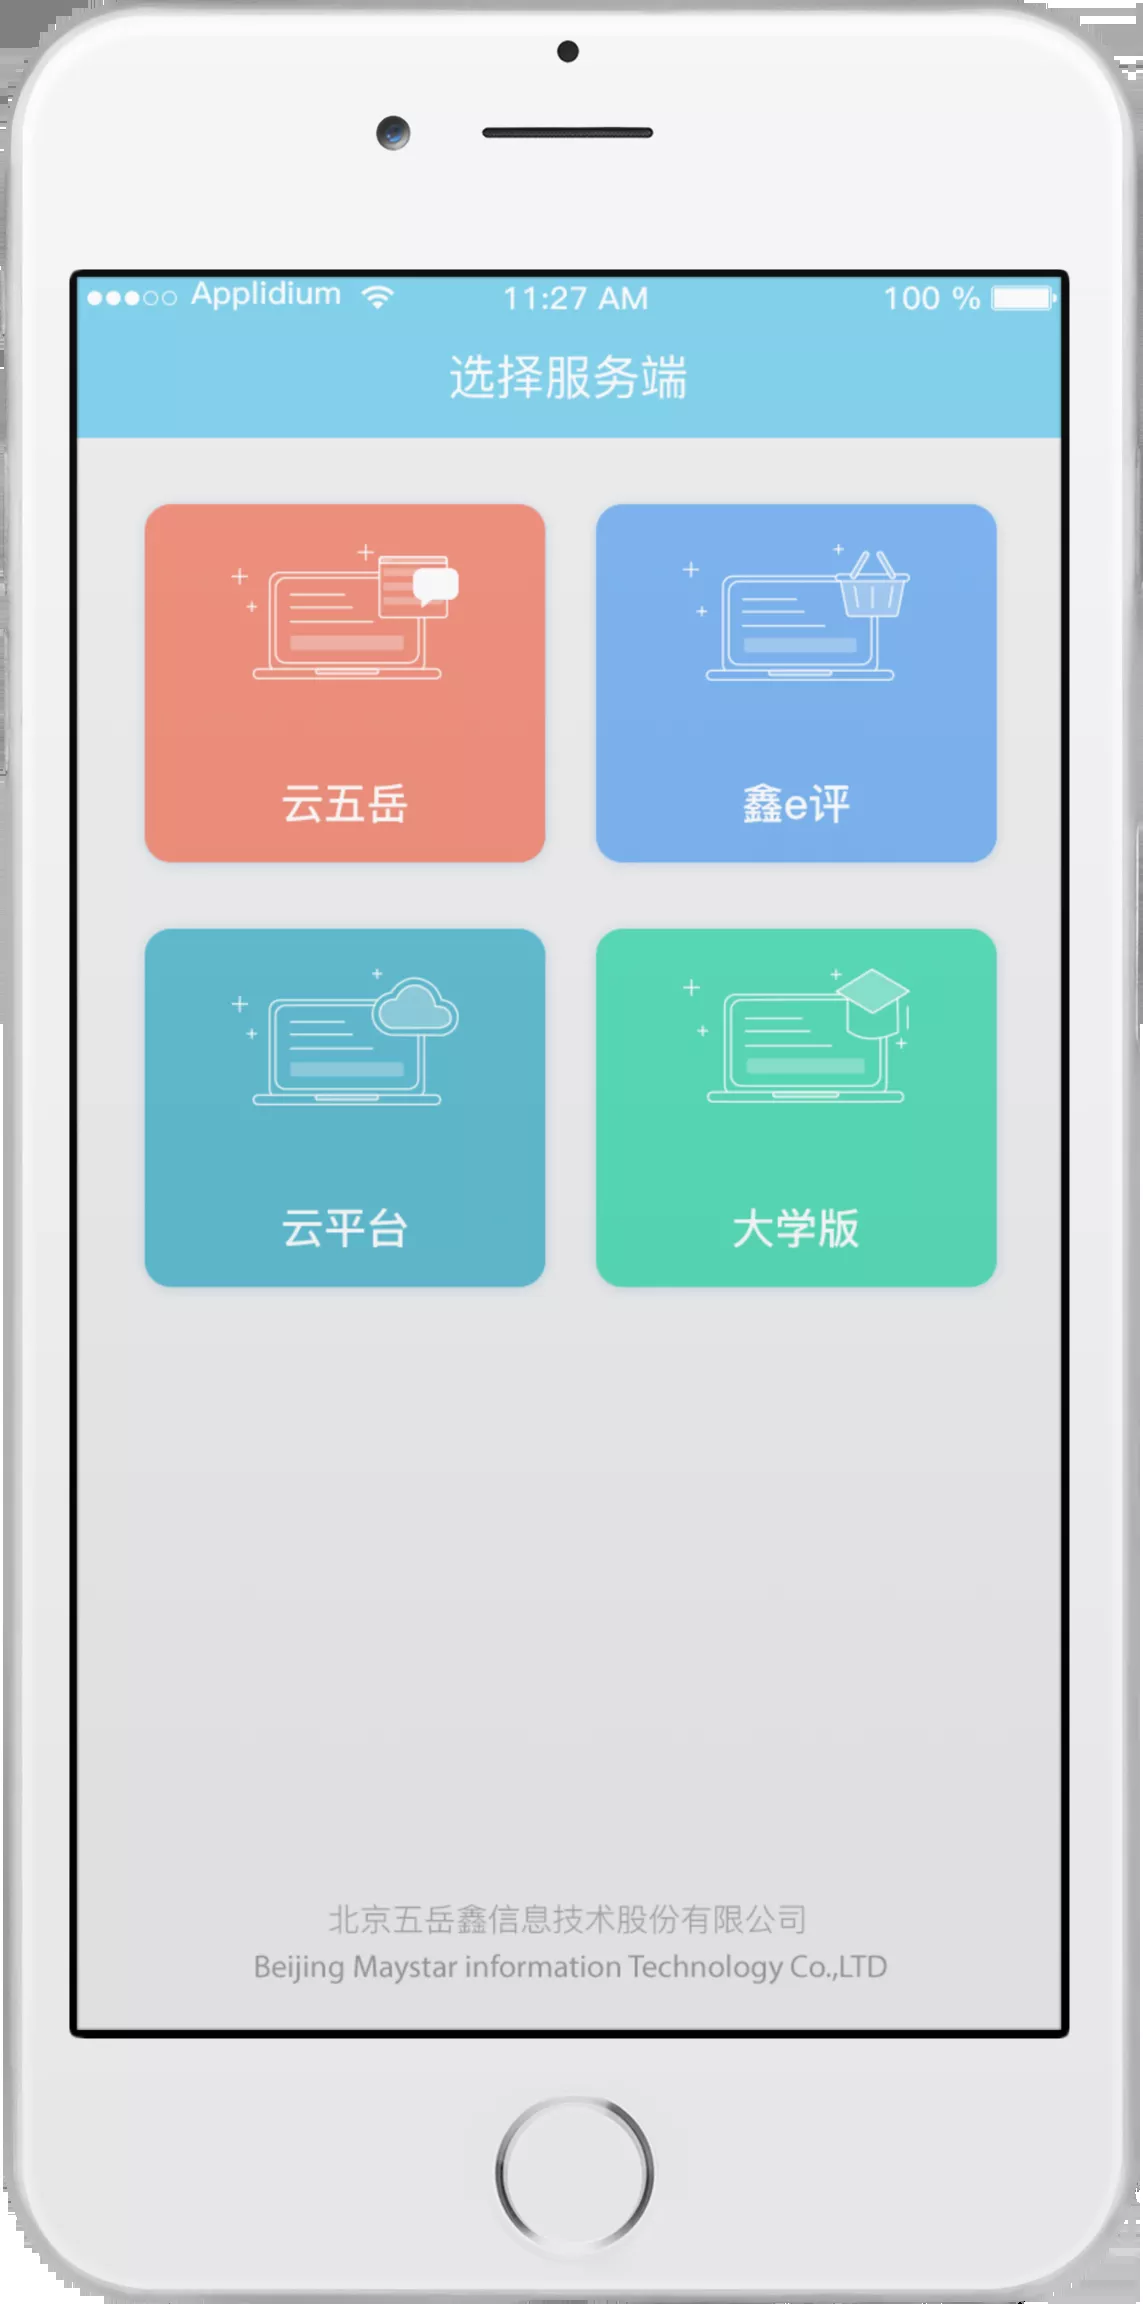 Applidium
11:27 AM
100 %
选择服务端
云五岳
鑫e评
云平台
大学版
北京五岳鑫信息技术股份有限公司
Beijing Maystar information Technology Co.,LTD